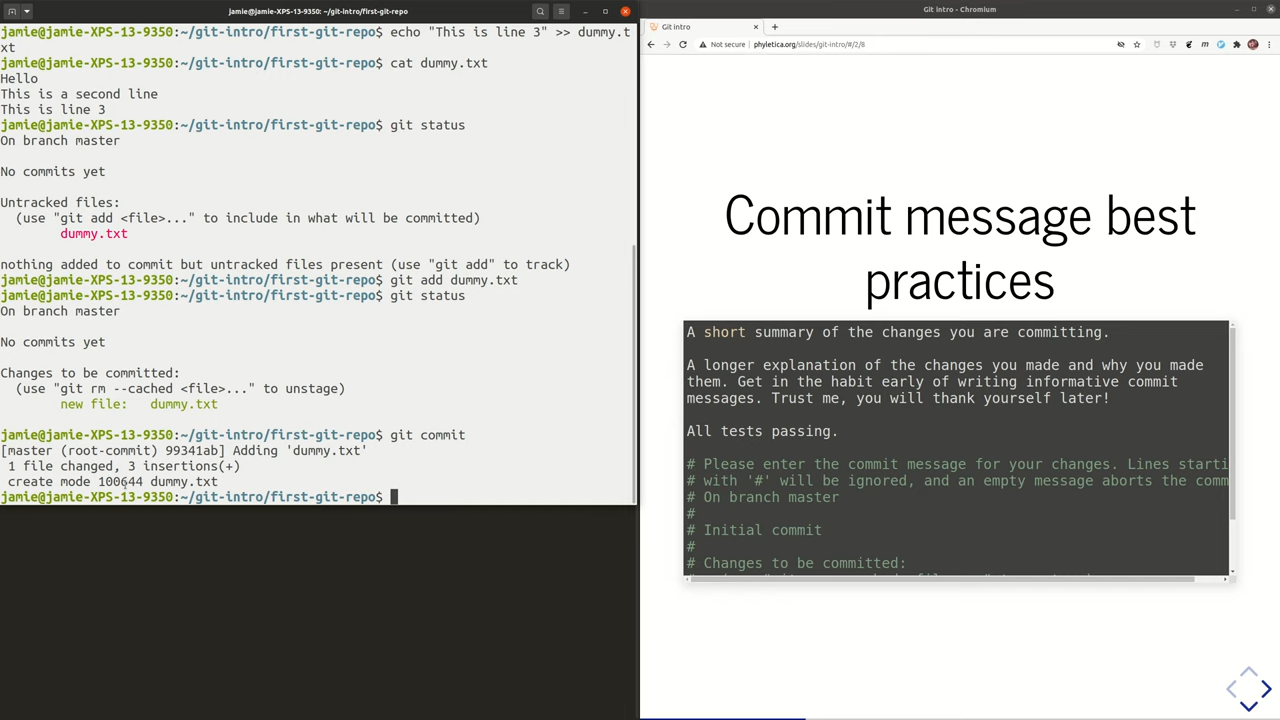 jamie@jamie-XPS-13-9350: ~/git-intro/first-git-repo
jamie@jamie-XPS-13-9350:~/git-intro/first-git-repo$ echo "This is line 3" >> dummy.t
xt
jamie@jamie-XPS-13-9350:~/git-intro/first-git-repo$ cat dummy.txt
Hello
This is a second line
This is line 3
jamie@jamie-XPS-13-9350:~/git-intro/first-git-repo$ git status
On branch master
No commits yet
Untracked files:
(use "git add <file>..." to include in what will be committed)
dummy.txt
nothing added to commit but untracked files present (use "git add" to track)
jamie@jamie-XPS-13-9350:~/git-intro/first-git-repo$ git add dummy.txt
jamie@jamie-XPS-13-9350:~/git-intro/first-git-repo$ git status
On branch master
No commits yet
Changes to be committed:
(use "git rm --cached <file>..." to unstage)
new file:   dummy.txt
jamie@jamie-XPS-13-9350:~/git-intro/first-git-repo$ git commit
[master (root-commit) 99341ab] Adding 'dummy.txt'
1 file changed, 3 insertions(+)
create mode 100644 dummy.txt
jamie@jamie-XPS-13-9350:~/git-intro/first-git-repo$
Git intro - Chromium
Git intro
Not secure | phyletica.org/slides/git-intro/#/2/8
Commit message best
practices
A short summary of the changes you are committing.
A longer explanation of the changes you made and why you made
them. Get in the habit early of writing informative commit
messages. Trust me, you will thank yourself later!
All tests passing.
# Please enter the commit message for your changes. Lines starti
# with '#' will be ignored, and an empty message aborts the comm
# On branch master
#
# Initial commit
#
# Changes to be committed: